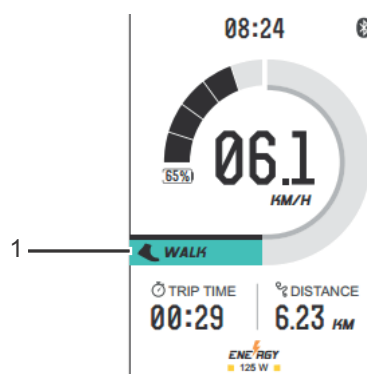 08:24
65%
06.1
KM/H
1
WALK
TRIP TIME
DISTANCE
00:29
6.23 KM
ENERGY
125 W